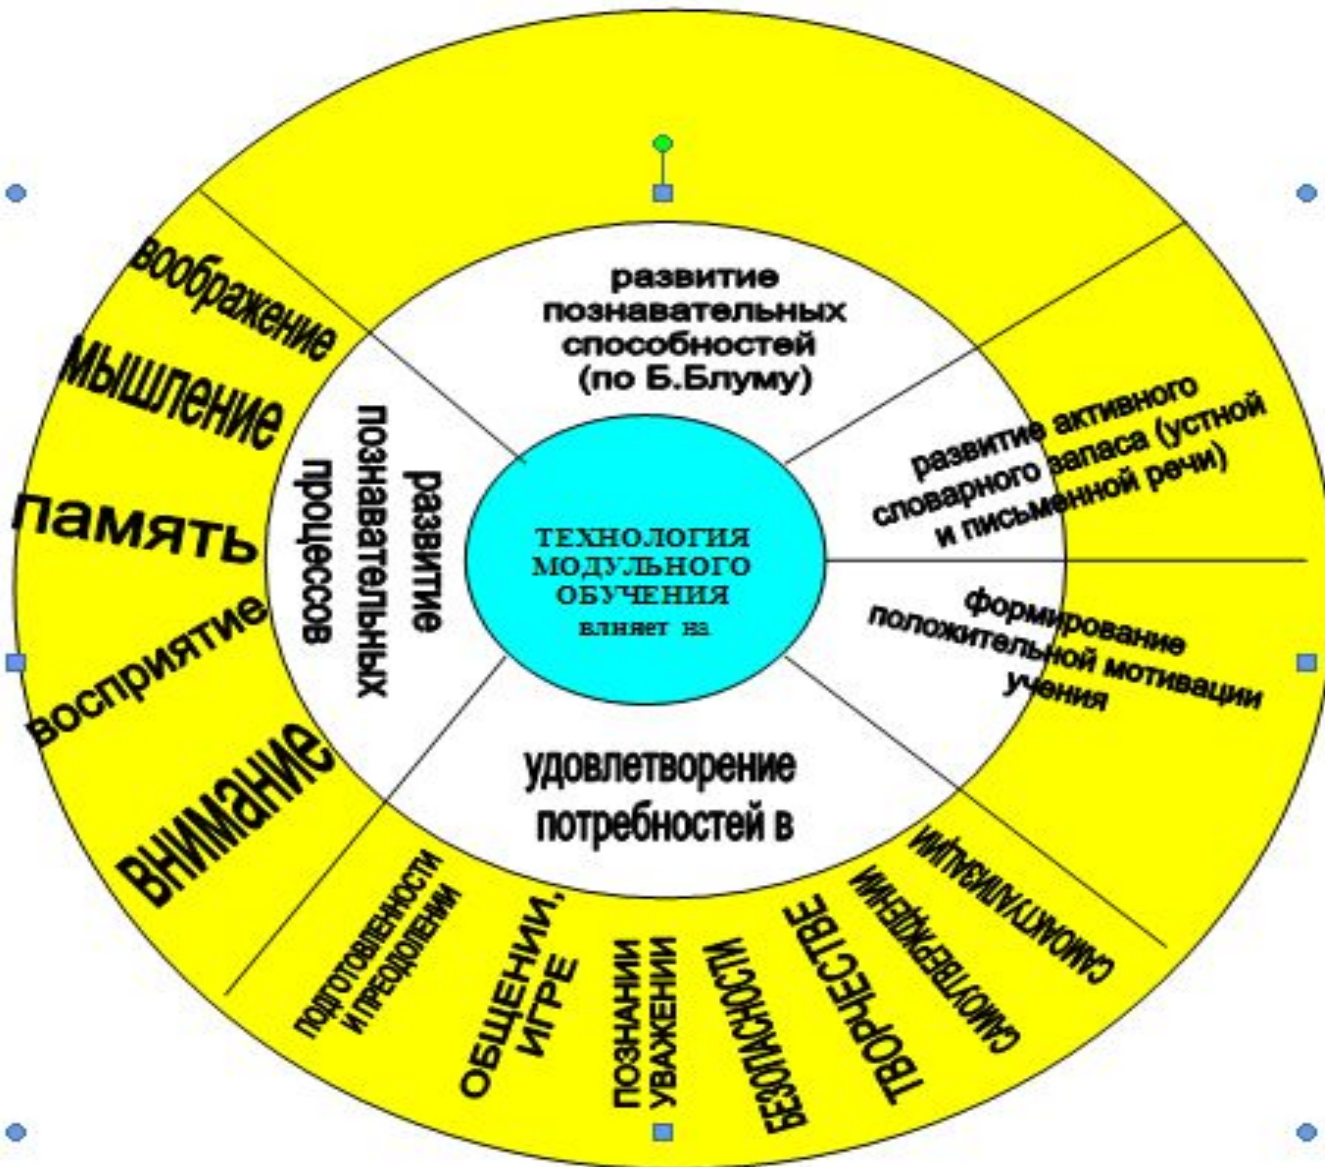 ТЕХНОЛОГИЯ
МОДУЛЬНОГО
ОБУЧЕНИЯ
влияет на
развитие
познавательных
способностей
(по Б.Блуму)
развитие активного
словарного запаса (устной
и письменной речи)
формирование
положительной мотивации
учения
удовлетворение
потребностей в
САМОАКТУАЛИЗАЦИИ
САМОУТВЕРЖДЕНИИ
ТВОРЧЕСТВЕ
БЕЗОПАСНОСТИ
ПОЗНАНИИ
УВАЖЕНИИ
ОБЩЕНИИ,
ИГРЕ
ПОДГОТОВЛЕННОСТИ
И ПРЕОДОЛЕНИИ
развитие
познавательных
процессов
воображение
мышление
память
восприятие
внимание